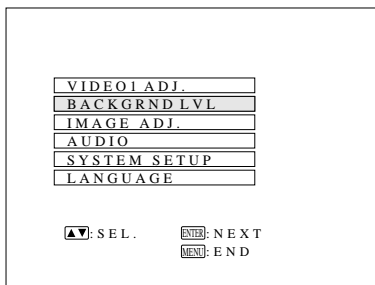 VIDEO1 ADJ.
BACKGRND LVL
IMAGE ADJ.
AUDIO
SYSTEM SETUP
LANGUAGE
▲▼:SEL. ENTER:NEXT
MENU:END